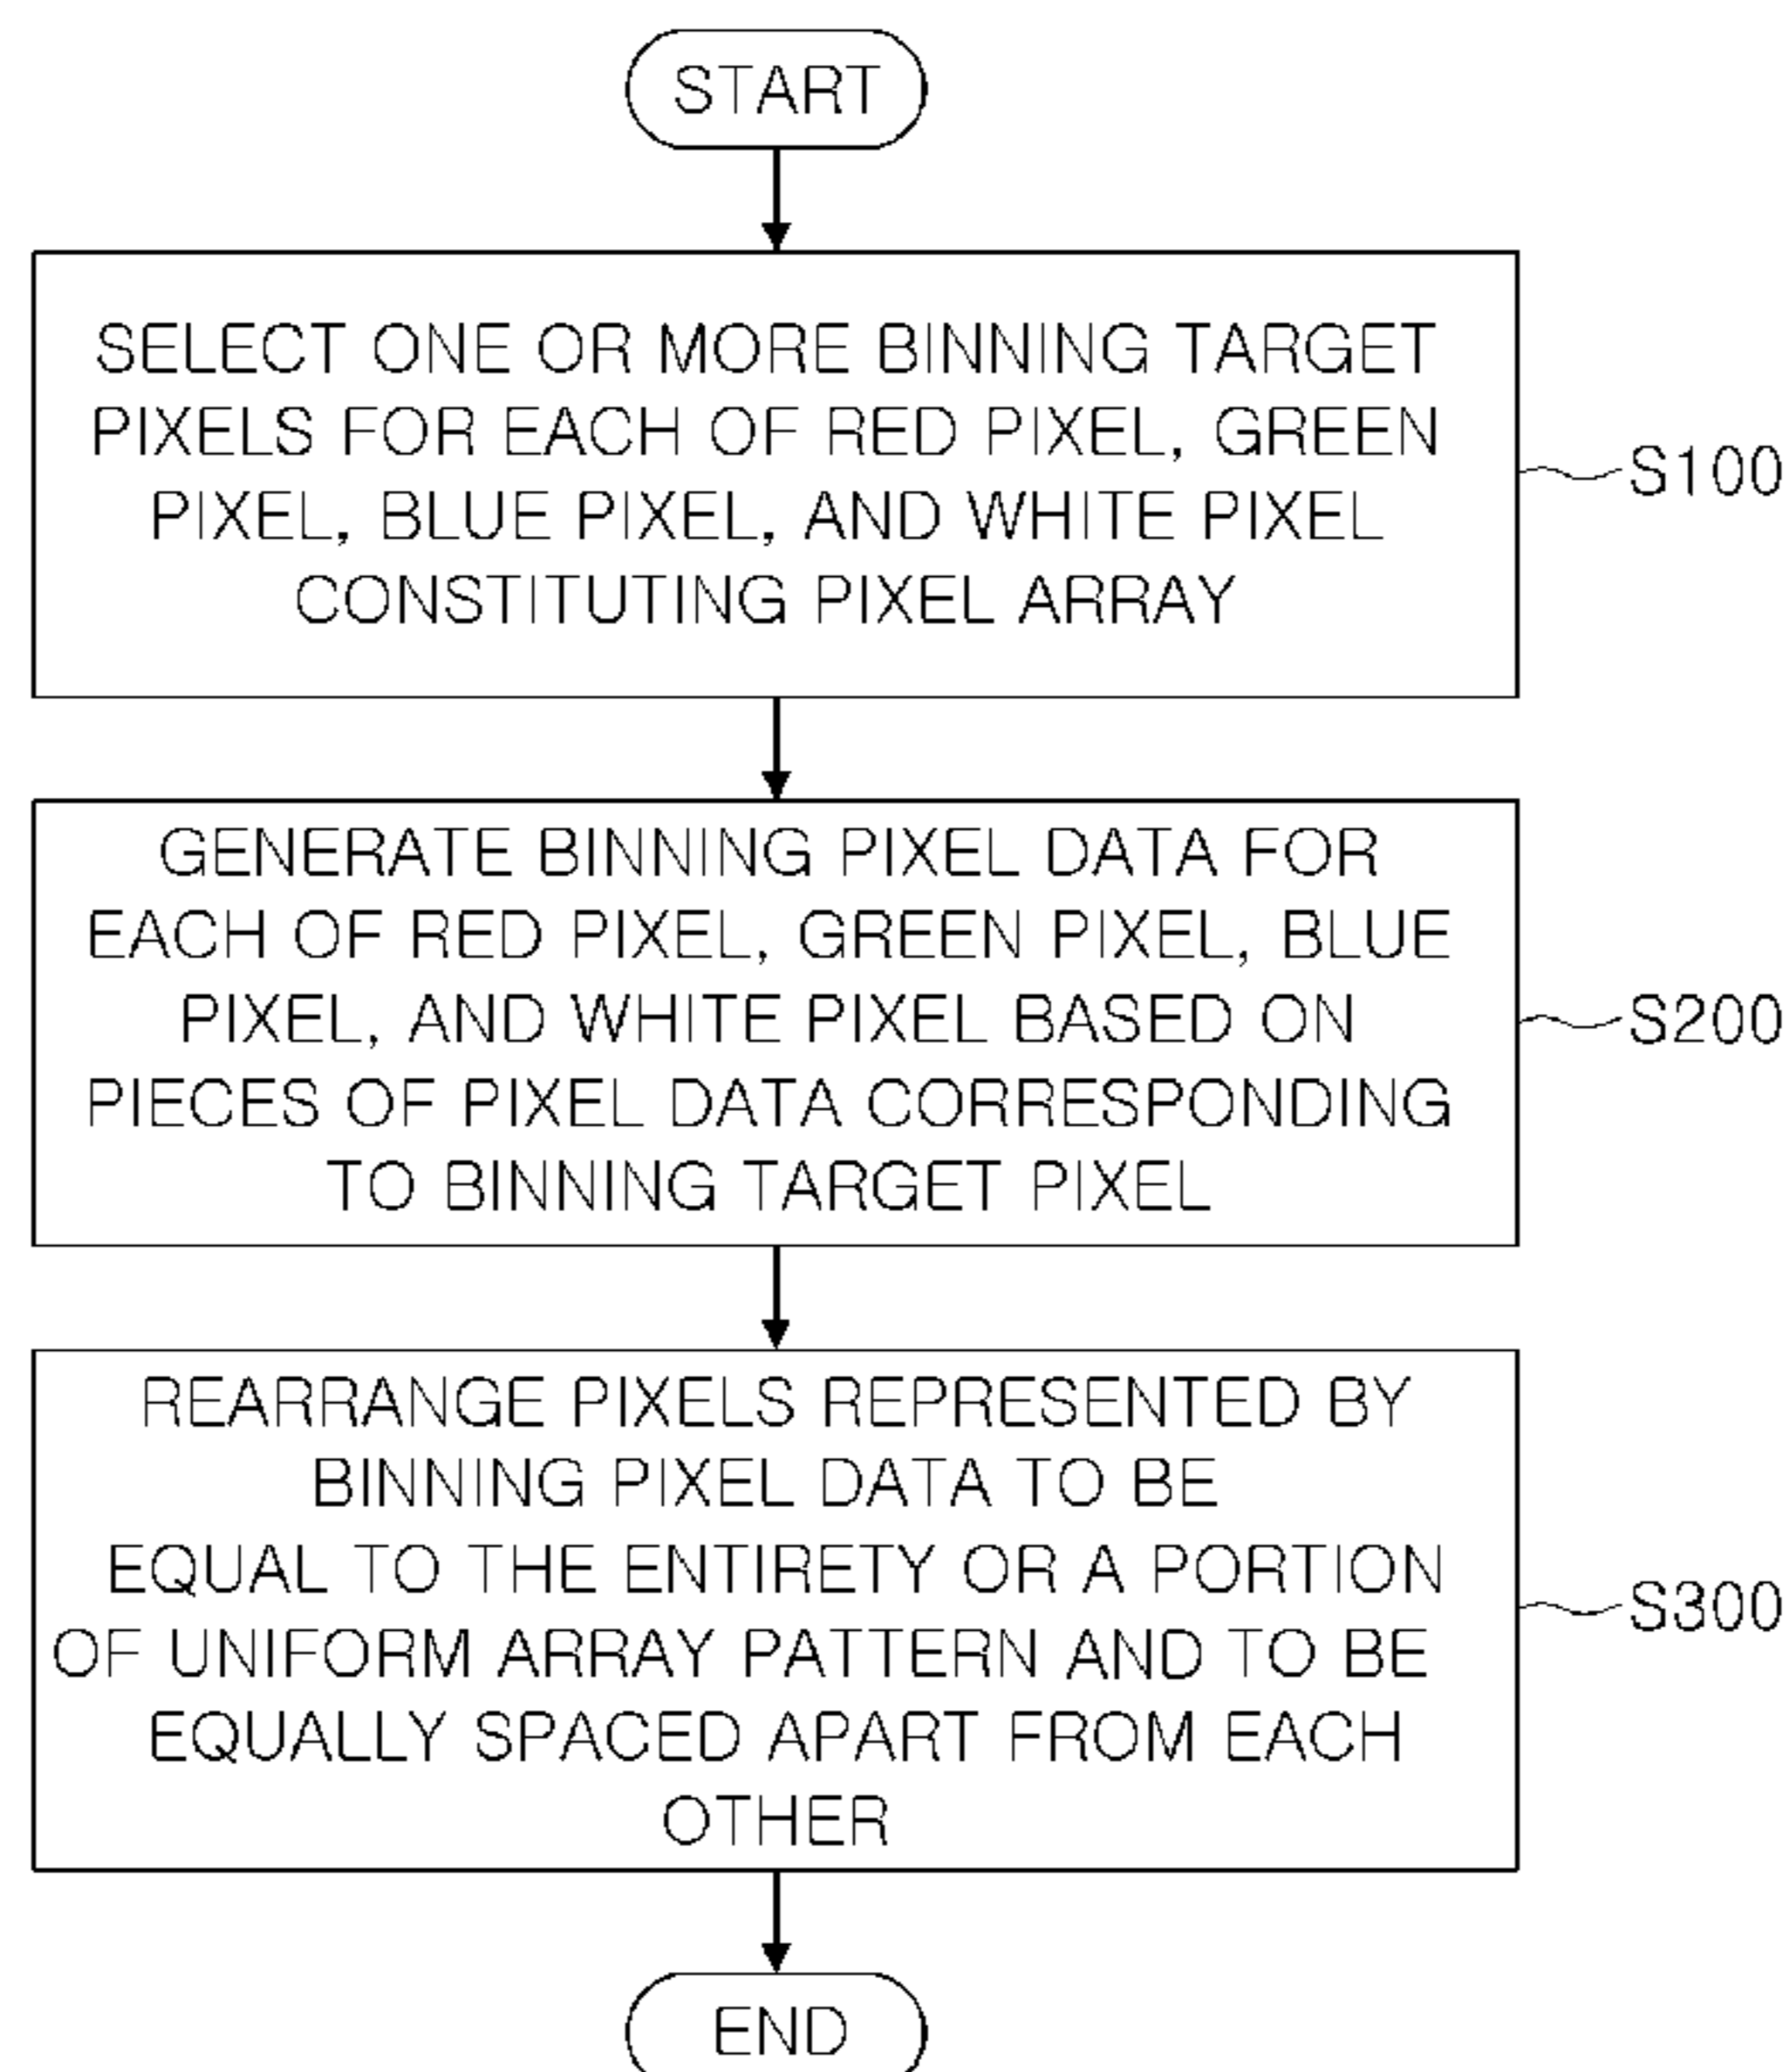 START
SELECT ONE OR MORE BINNING TARGET
PIXELS FOR EACH OF RED PIXEL, GREEN
PIXEL, BLUE PIXEL, AND WHITE PIXEL
CONSTITUTING PIXEL ARRAY
S100
GENERATE BINNING PIXEL DATA FOR
EACH OF RED PIXEL, GREEN PIXEL, BLUE
PIXEL, AND WHITE PIXEL BASED ON
PIECES OF PIXEL DATA CORRESPONDING
TO BINNING TARGET PIXEL
S200
REARRANGE PIXELS REPRESENTED BY
BINNING PIXEL DATA TO BE
EQUAL TO THE ENTIRETY OR A PORTION
OF UNIFORM ARRAY PATTERN AND TO BE
EQUALLY SPACED APART FROM EACH
OTHER
S300
END